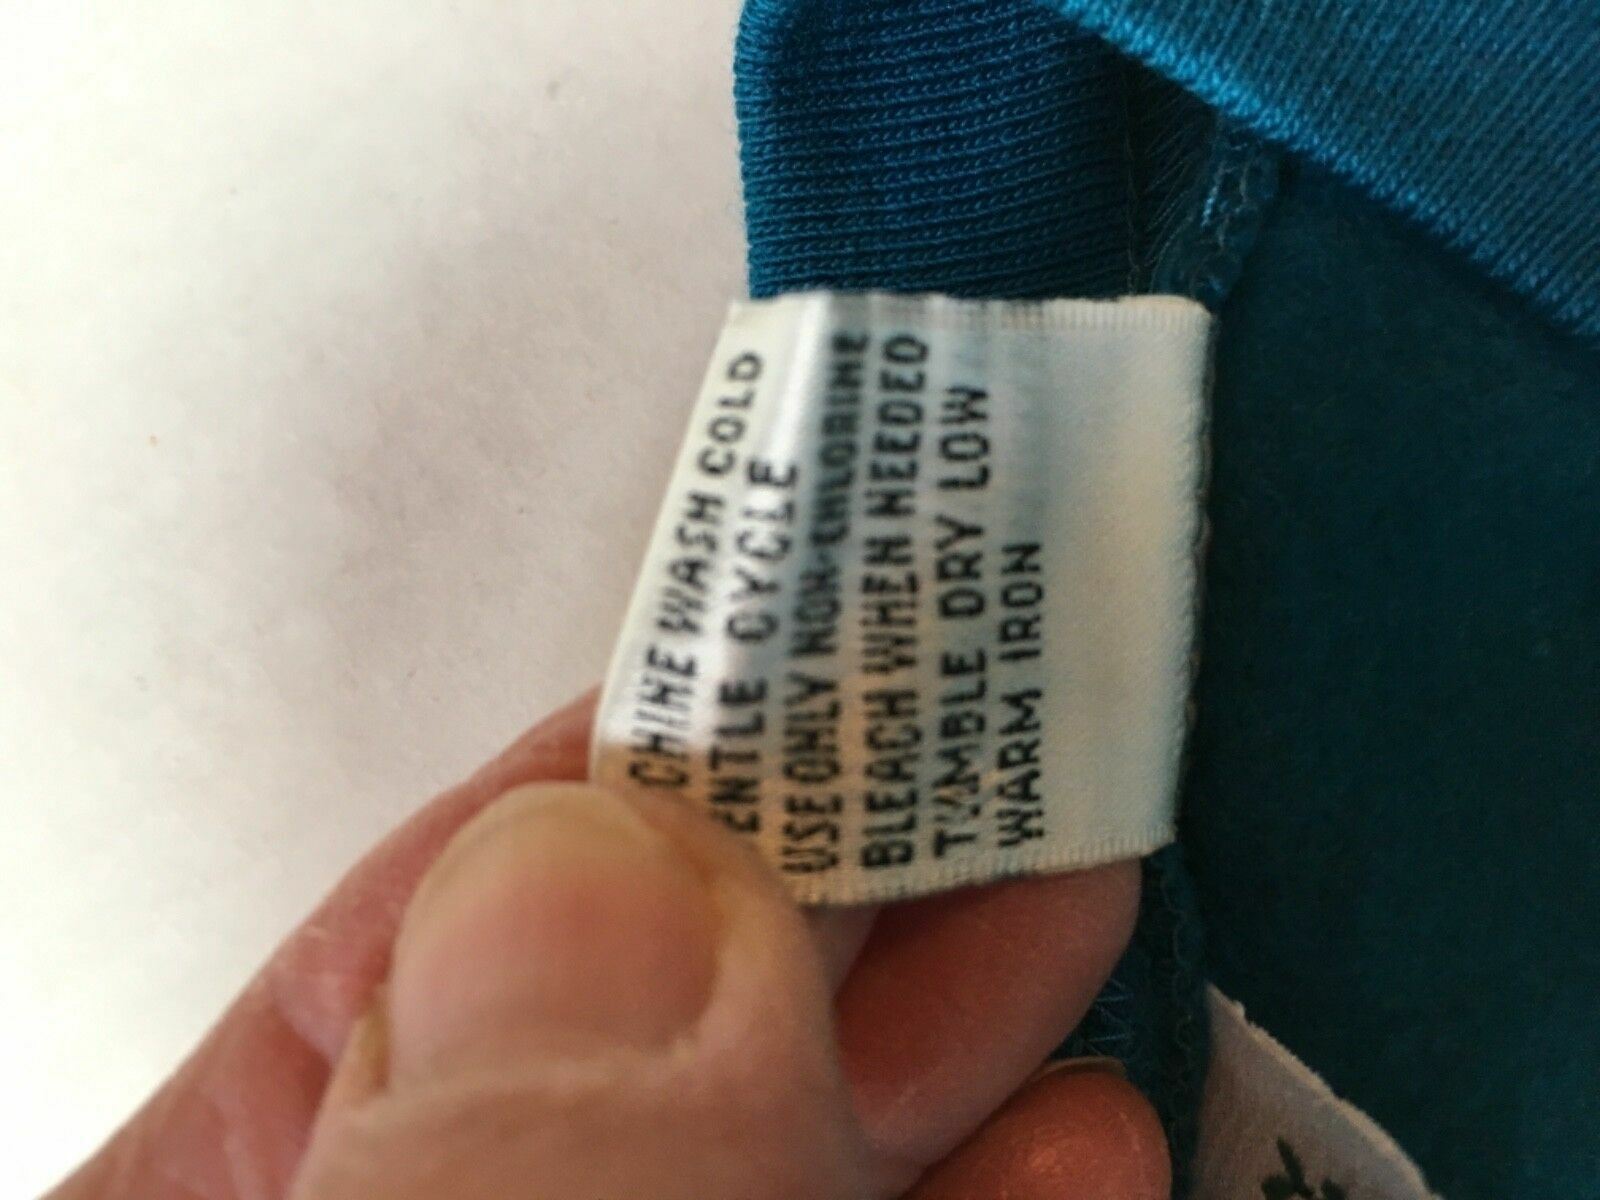 CHINE WASH COLD
ENTLE CYCLE
USE ONLY NON-CHLORINE
BLEACH WHEN NEEDED
TUMBLE DRY LOW
WARM IRON